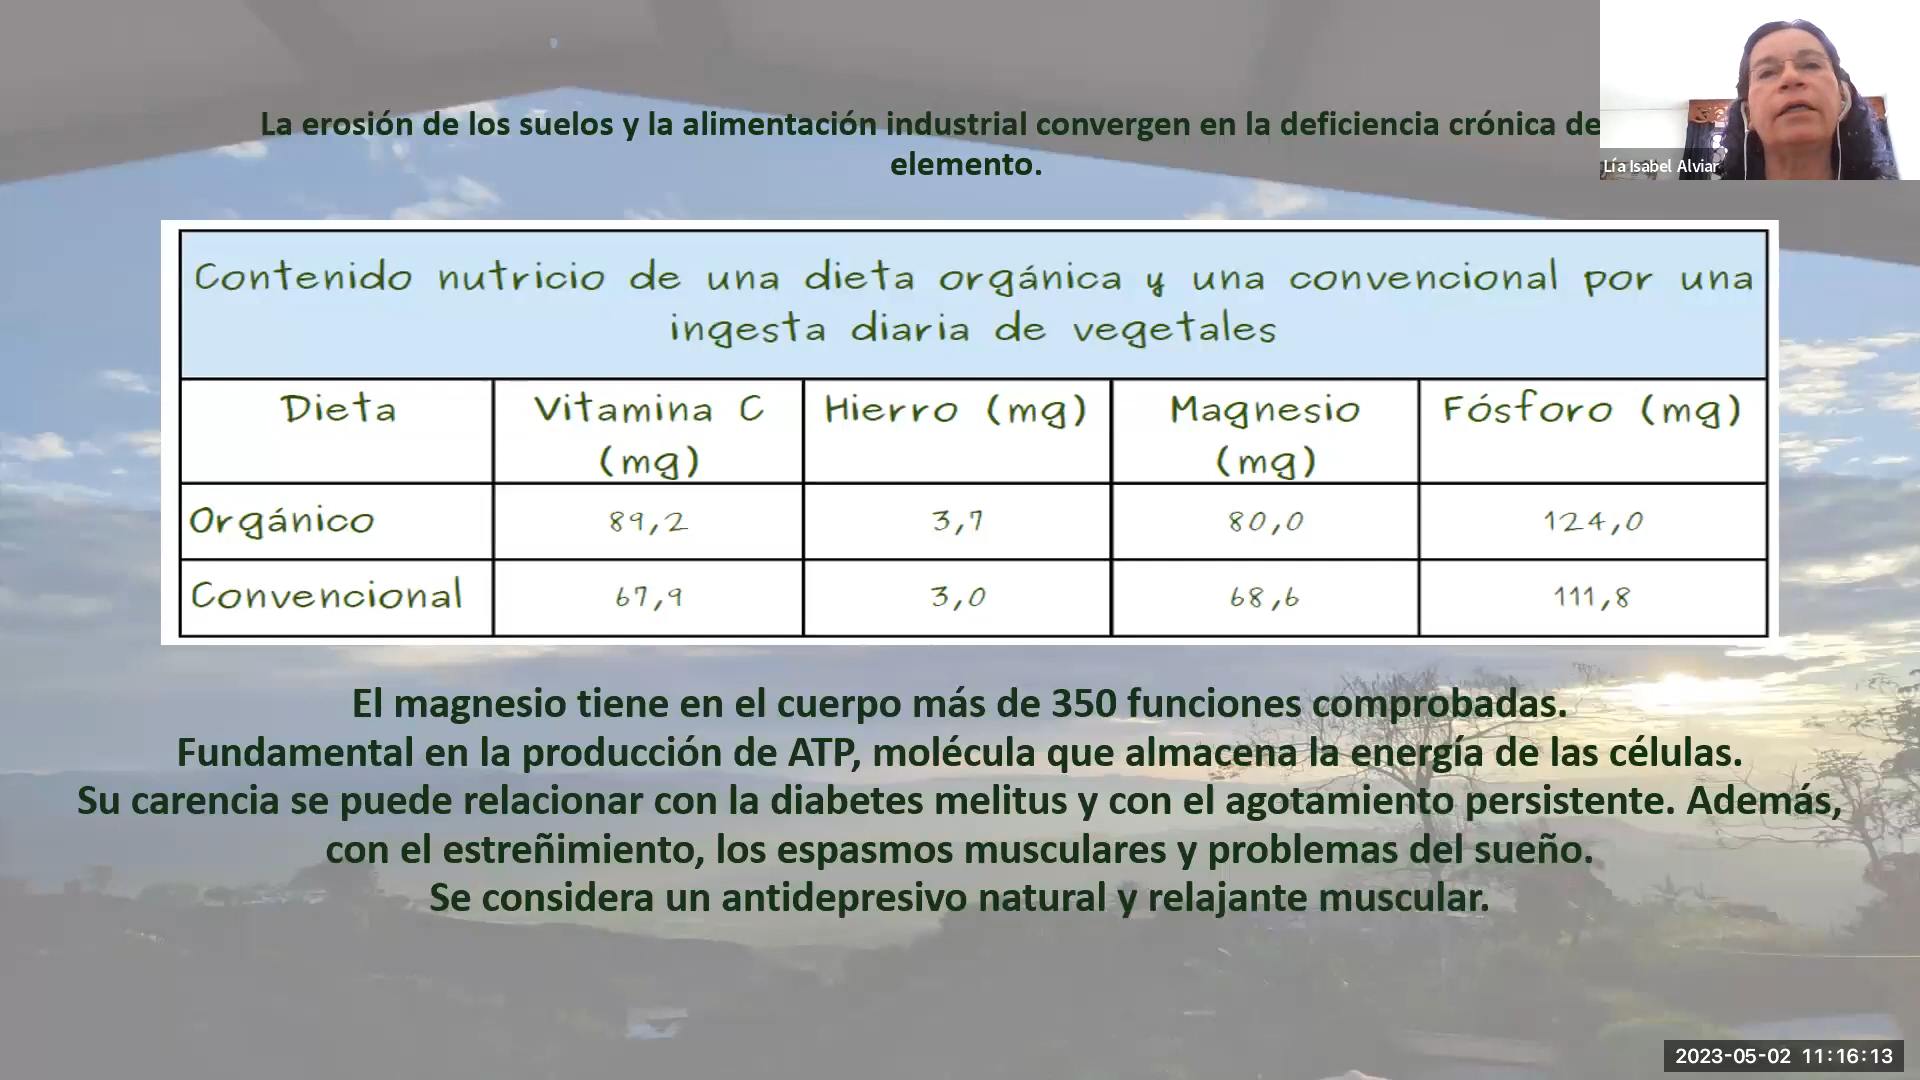 La erosión de los suelos y la alimentación industrial convergen en la deficiencia crónica de
elemento.
Lía Isabel Alviar
Contenido nutricio de una dieta orgánica y una convencional por una
ingesta diaria de vegetales
Dieta Vitamina C (mg) Hierro (mg) Magnesio (mg) Fósforo (mg)
Orgánico 89,2 3,7 80,0 124,0
Convencional 67,9 3,0 68,6 111,8
El magnesio tiene en el cuerpo más de 350 funciones comprobadas.
Fundamental en la producción de ATP, molécula que almacena la energía de las células.
Su carencia se puede relacionar con la diabetes melitus y con el agotamiento persistente. Además,
con el estreñimiento, los espasmos musculares y problemas del sueño.
Se considera un antidepresivo natural y relajante muscular.
2023-05-02 11:16:13